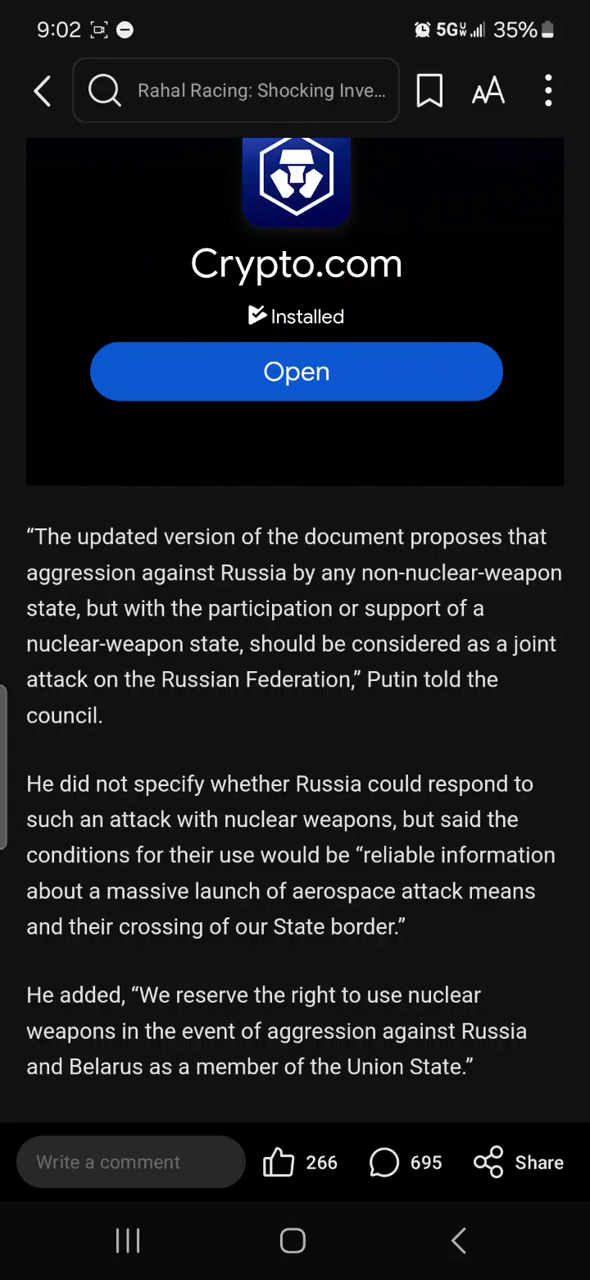 9:02
5G 35%
Rahal Racing: Shocking Inve...
AA
Crypto.com
Installed
Open
“The updated version of the document proposes that
aggression against Russia by any non-nuclear-weapon
state, but with the participation or support of a
nuclear-weapon state, should be considered as a joint
attack on the Russian Federation,” Putin told the
council.
He did not specify whether Russia could respond to
such an attack with nuclear weapons, but said the
conditions for their use would be “reliable information
about a massive launch of aerospace attack means
and their crossing of our State border.”
He added, “We reserve the right to use nuclear
weapons in the event of aggression against Russia
and Belarus as a member of the Union State.”
Write a comment 266 695 Share